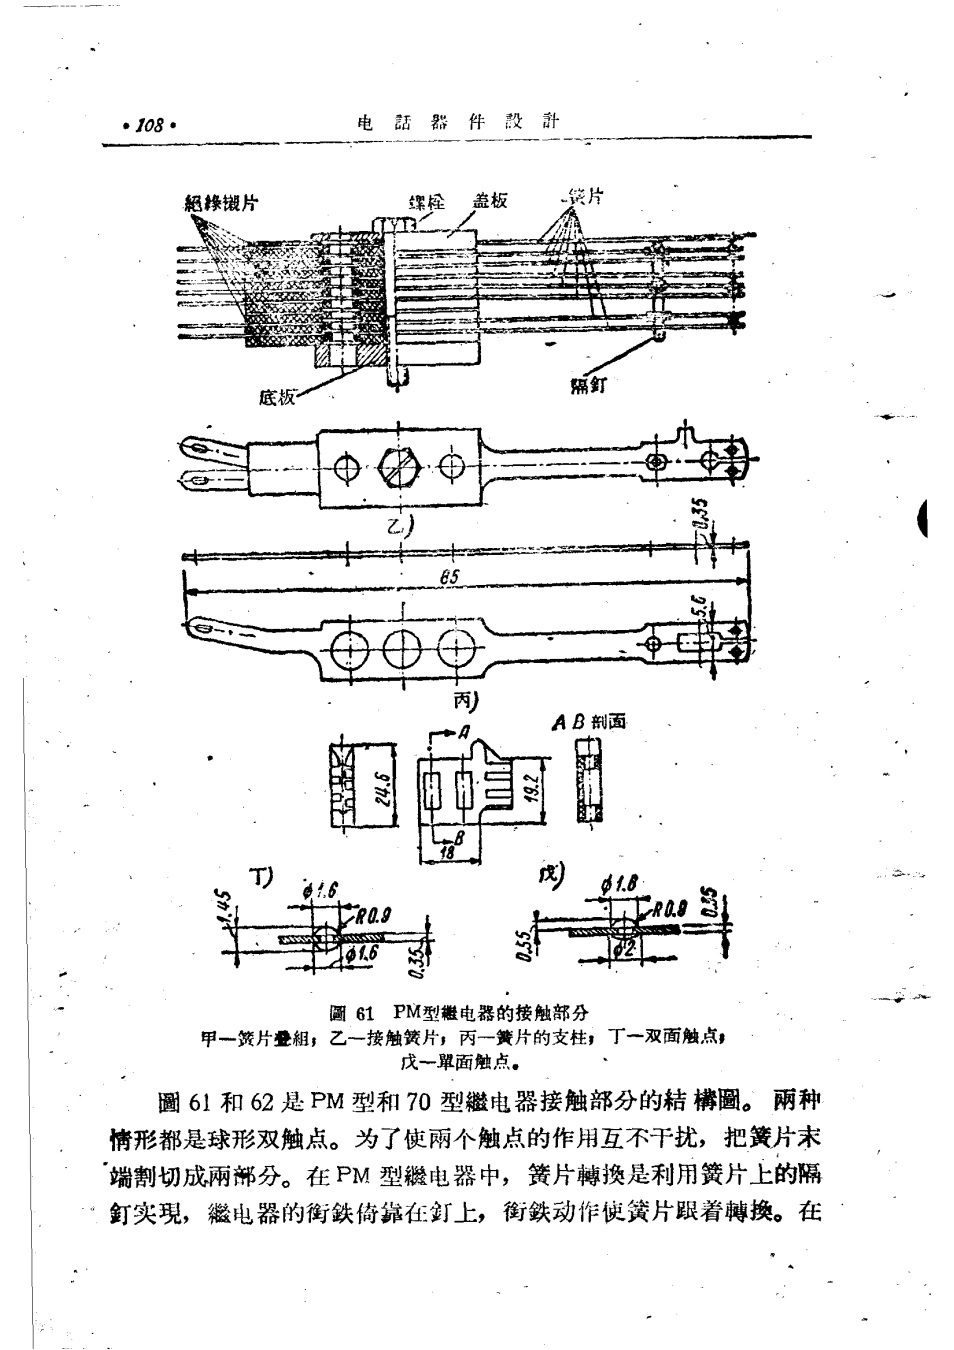 •108•
电話器件設計
絕緣襯片
螺栓
盖板
簧片
底板
隔釘
乙)
0.35
85
5.6
丙)
A B 剖面
A
24.6
19.2
B
18
丁)
戊)
ϕ1.6
1.45
R0.9
ϕ1.6
0.35
ϕ1.8
R0.9
0.35
0.55
ϕ2
圖 61 PM型繼电器的接触部分
甲—簧片疊組；乙—接触簧片；丙—簧片的支柱；丁—双面触点；
戊—單面触点。
圖 61 和 62 是 PM 型和 70 型繼电器接触部分的結構圖。兩种
情形都是球形双触点。为了使兩个触点的作用互不干扰，把簧片末
端割切成兩部分。在 PM 型繼电器中，簧片轉換是利用簧片上的隔
釘实現，繼电器的銜鉄倚靠在釘上，銜鉄动作使簧片跟着轉換。在